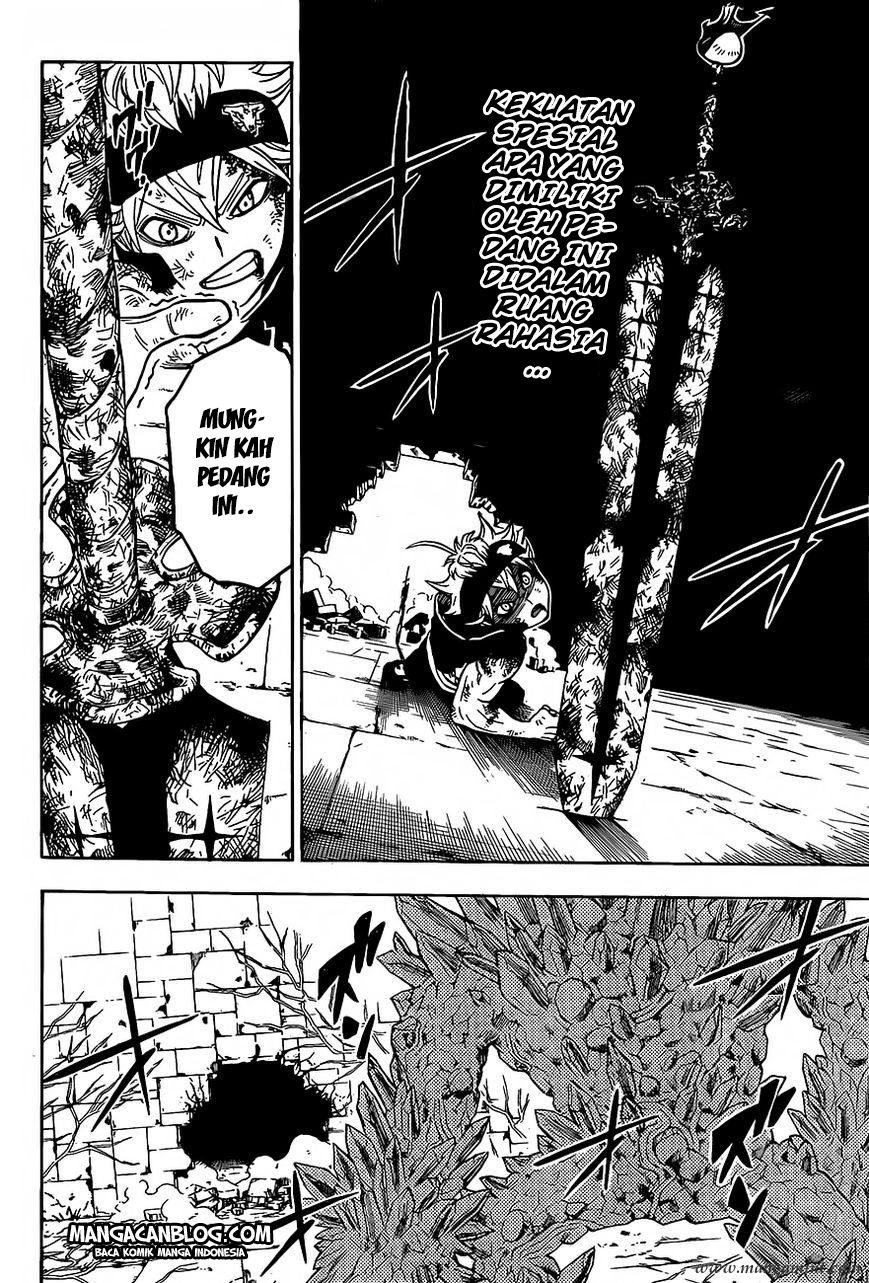 KEKUATAN
SPESIAL
APA YANG
DIMILIKI
OLEH PE-
DANG INI
DIDALAM
RUANG
RAHASIA
...
MUNG-
KIN KAH
PEDANG
INI..
MANGACANBLOG.COM
BACA KOMIK MANGA INDONESIA